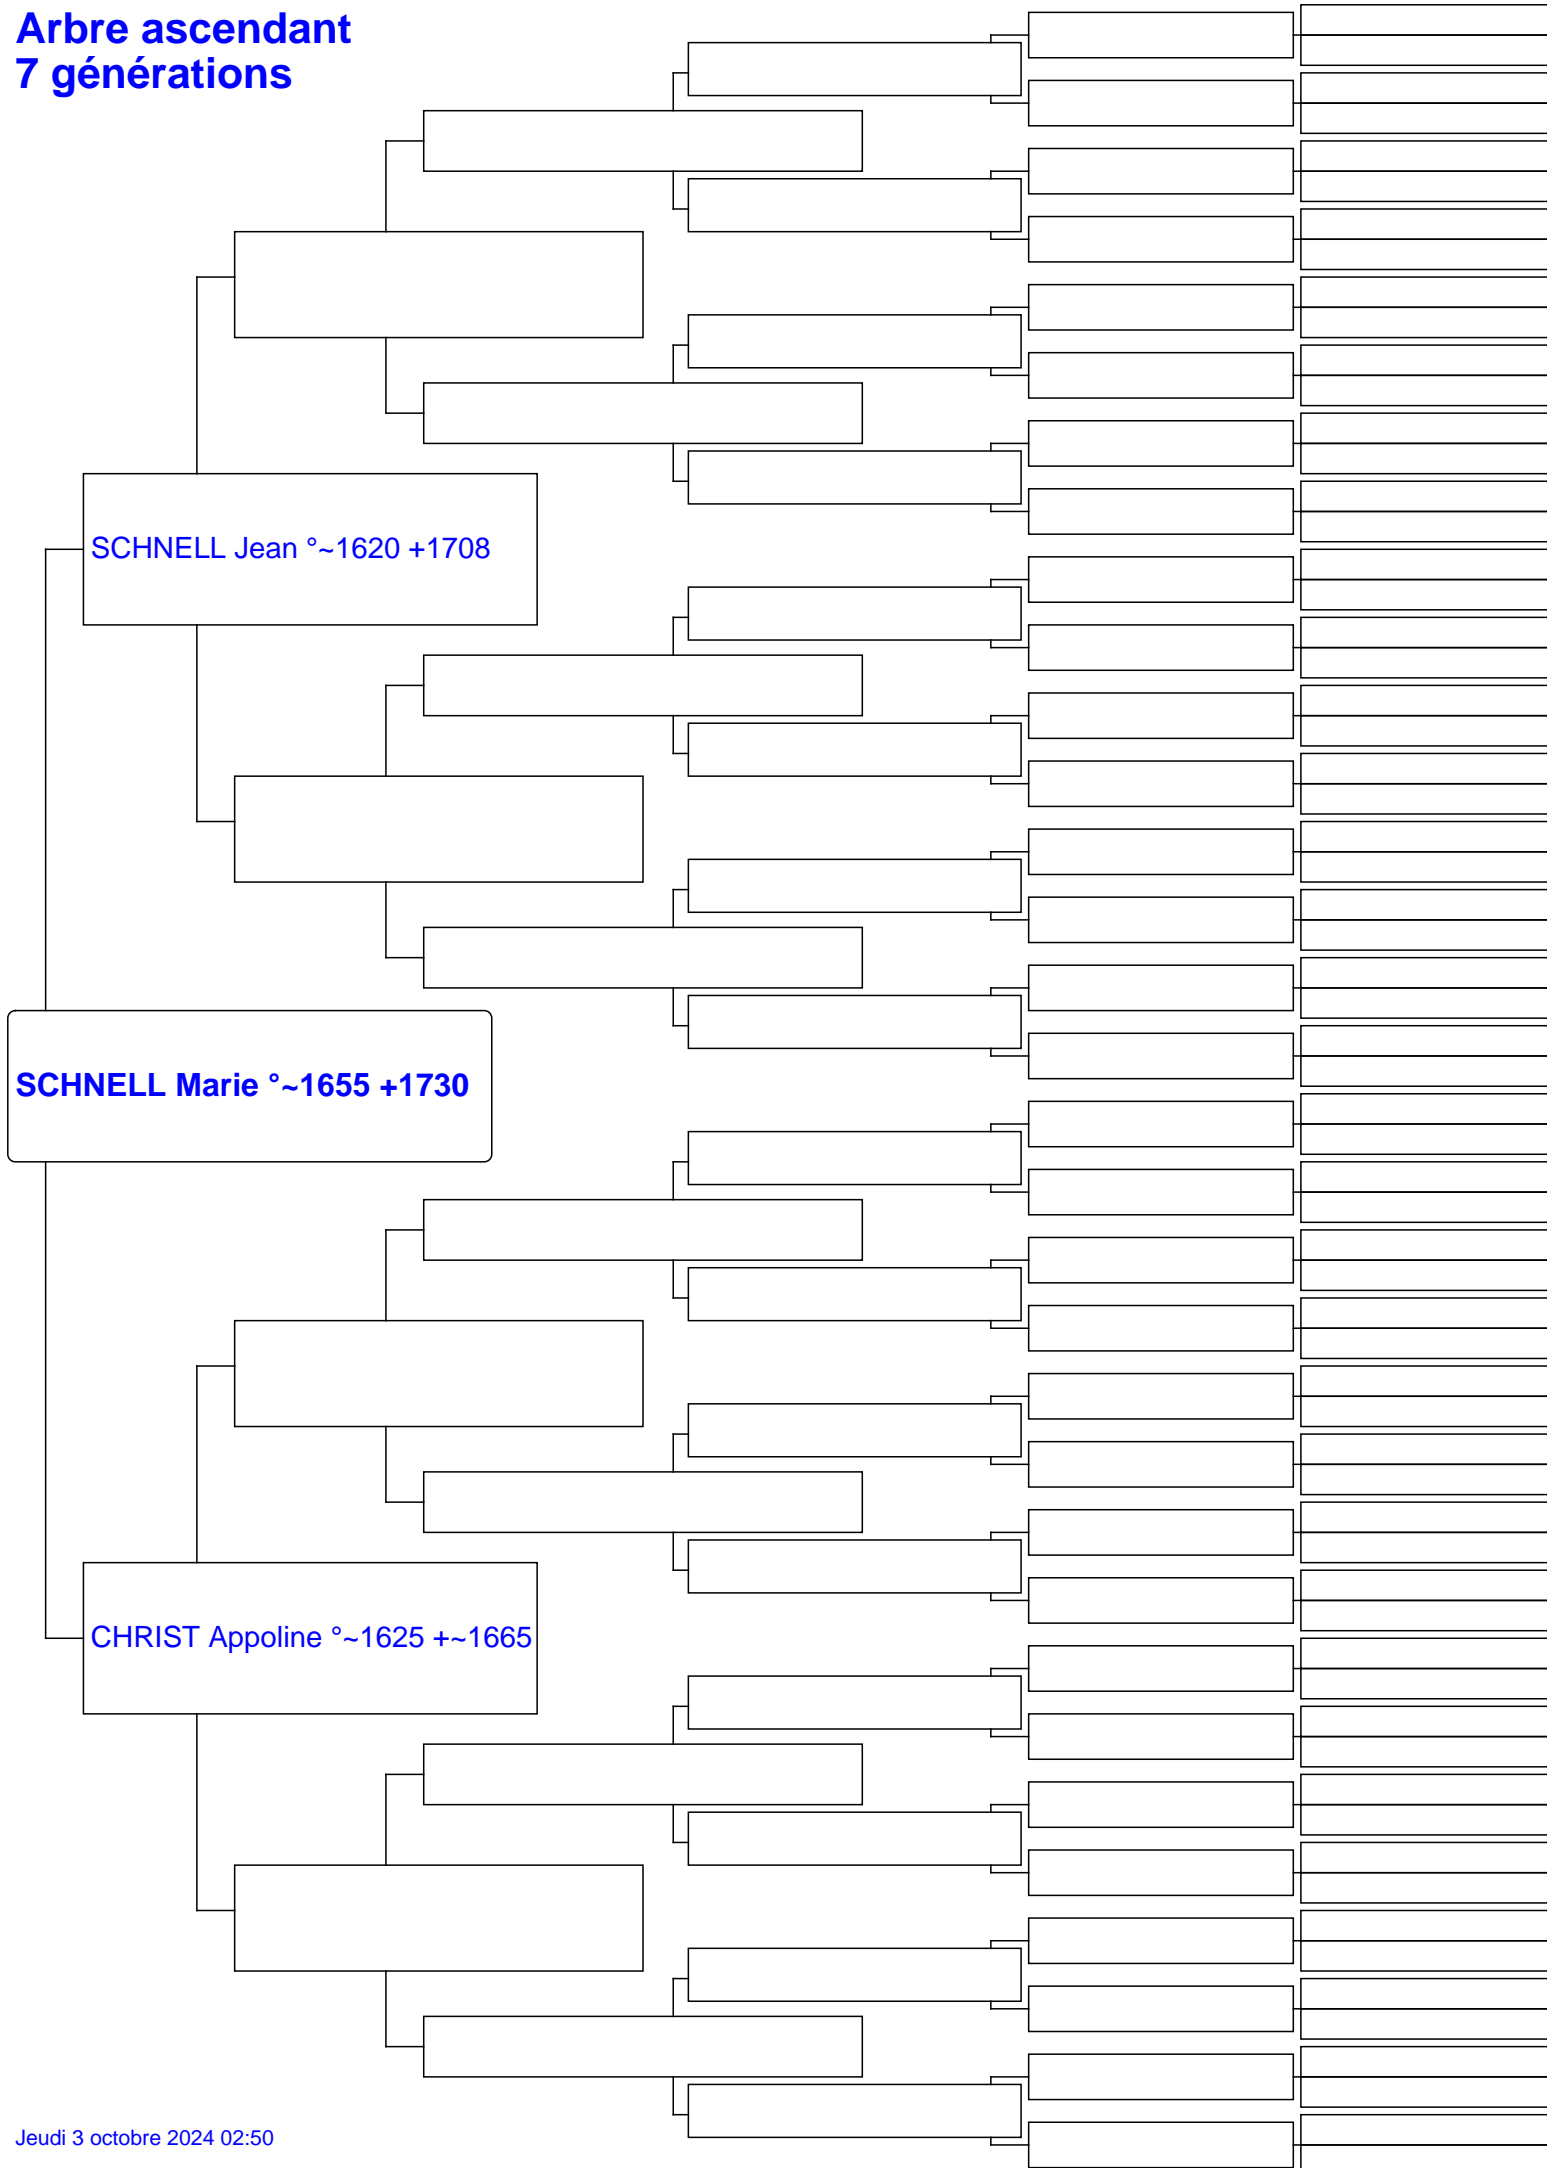 Arbre ascendant
7 générations
SCHNELL Jean °~1620 +1708
SCHNELL Marie °~1655 +1730
CHRIST Appoline °~1625 +~1665
Jeudi 3 octobre 2024 02:50